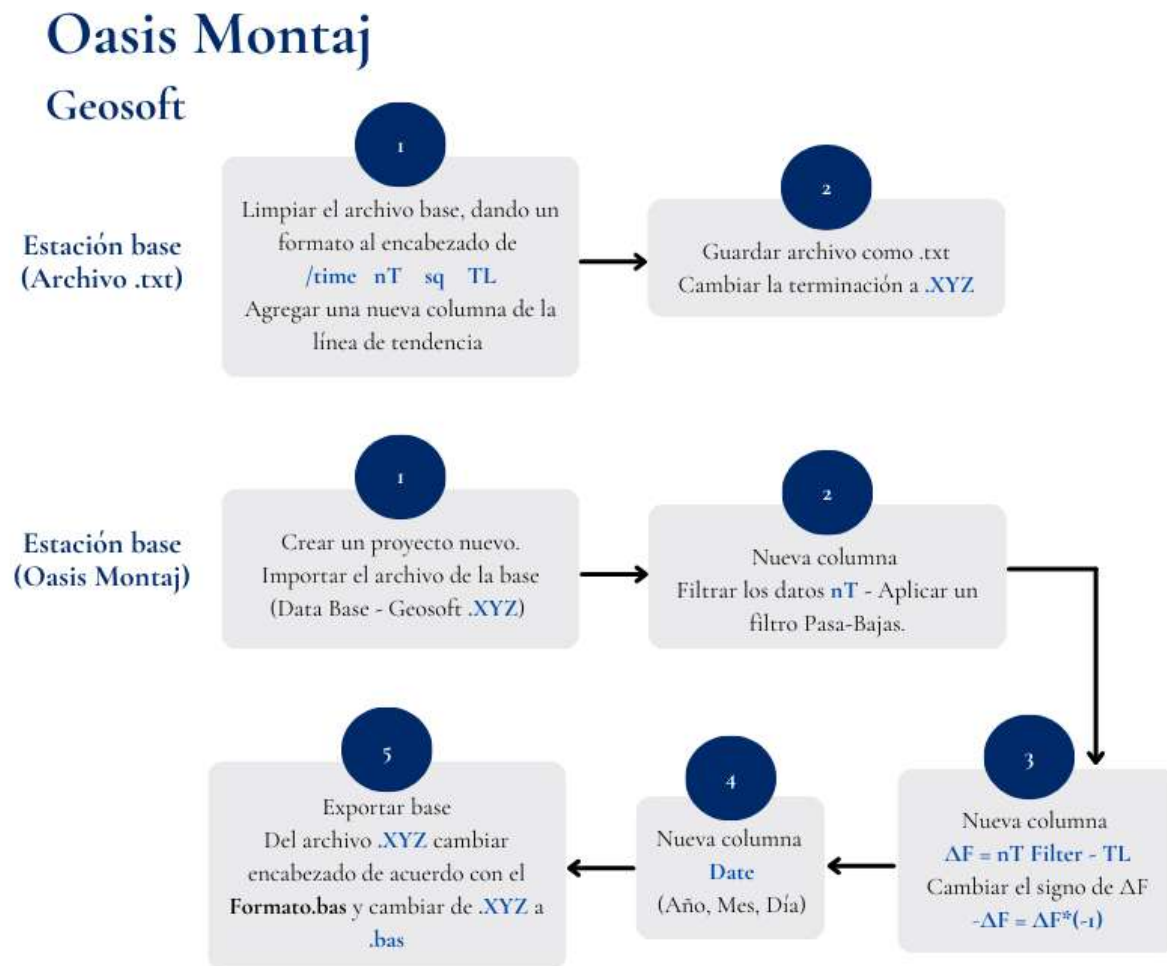 Oasis Montaj
Geosoft
Estación base
(Archivo .txt)
1
Limpiar el archivo base, dando un
formato al encabezado de
/time nT sq TL
Agregar una nueva columna de la
línea de tendencia
2
Guardar archivo como .txt
Cambiar la terminación a .XYZ
Estación base
(Oasis Montaj)
1
Crear un proyecto nuevo.
Importar el archivo de la base
(Data Base - Geosoft .XYZ)
2
Nueva columna
Filtrar los datos nT - Aplicar un
filtro Pasa-Bajas.
3
Nueva columna
ΔF = nT Filter - TL
Cambiar el signo de ΔF
-ΔF = ΔF*(-1)
4
Nueva columna
Date
(Año, Mes, Día)
5
Exportar base
Del archivo .XYZ cambiar
encabezado de acuerdo con el
Formato.bas y cambiar de .XYZ a
.bas